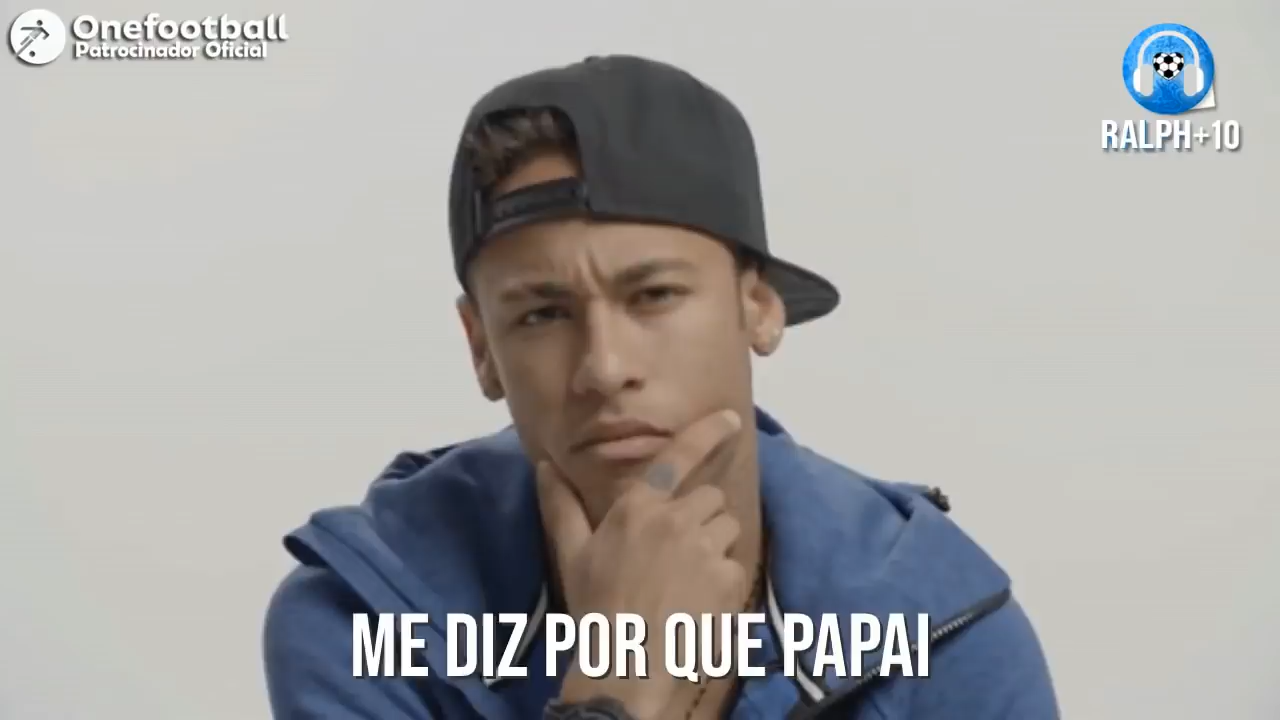 Onefootball
Patrocinador Oficial
RALPH+10
ME DIZ POR QUE PAPAI